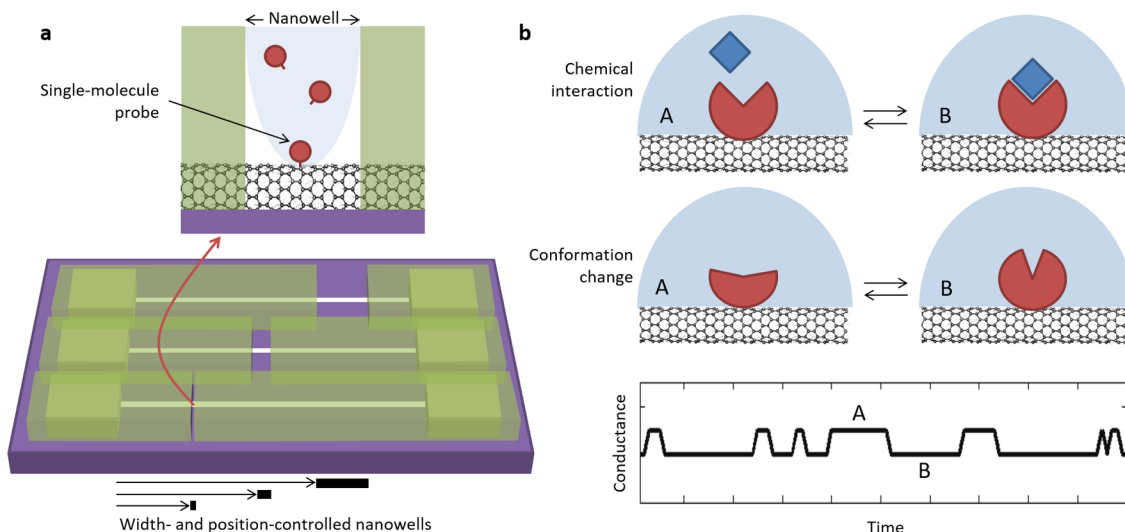 a
Nanowell
Single-molecule
probe
Width- and position-controlled nanowells
b
Chemical
interaction
A
B
Conformation
change
A
B
Conductance
A
B
Time